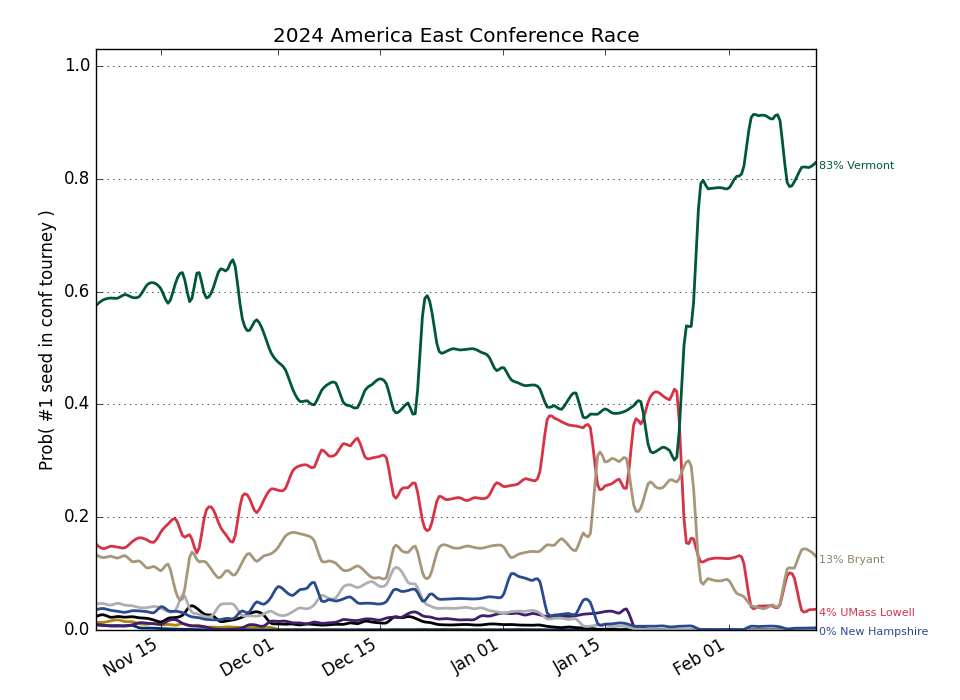 2024 America East Conference Race
Prob( #1 seed in conf tourney )
1.0
0.8
0.6
0.4
0.2
0.0
83% Vermont
13% Bryant
4% UMass Lowell
0% New Hampshire
Nov 15
Dec 01
Dec 15
Jan 01
Jan 15
Feb 01